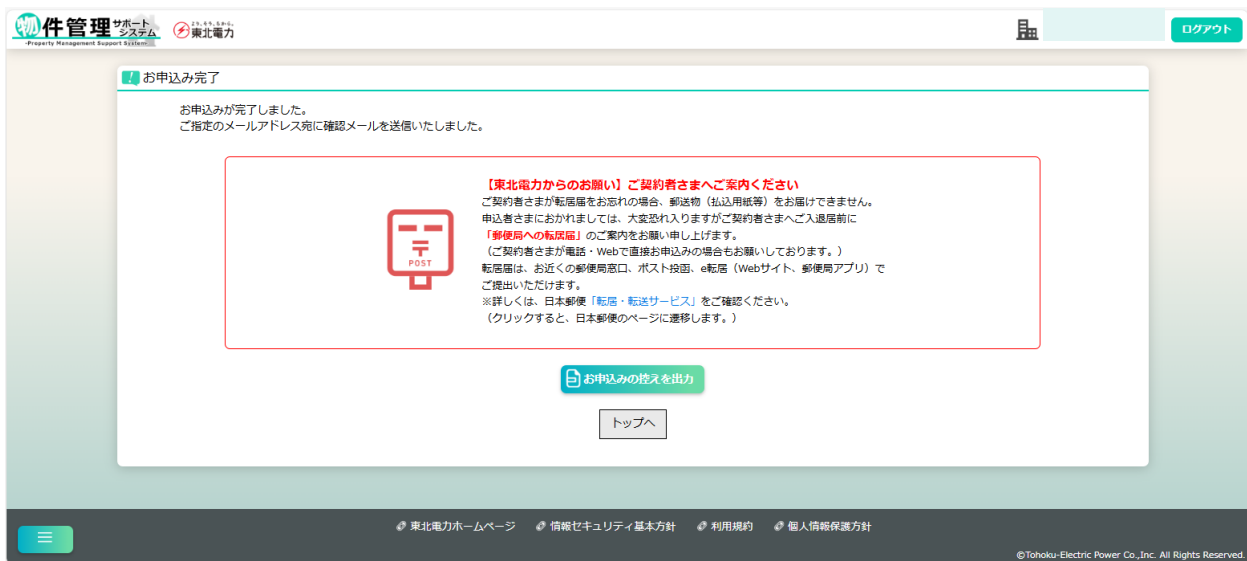 物件管理サポートシステム
-Property Management Support System-
より、そう、ちから。
東北電力
ログアウト
お申込み完了
お申込みが完了しました。
ご指定のメールアドレス宛に確認メールを送信いたしました。
【東北電力からのお願い】ご契約者さまへご案内ください
ご契約者さまが転居届をお忘れの場合、郵送物（払込用紙等）をお届けできません。
申込者さまにおかれましては、大変恐れ入りますがご契約者さまへご入退居前に
「郵便局への転居届」のご案内をお願い申し上げます。
（ご契約者さまが電話・Webで直接お申込みの場合もお願いしております。）
転居届は、お近くの郵便局窓口、ポスト投函、e転居（Webサイト、郵便局アプリ）で
ご提出いただけます。
※詳しくは、日本郵便「転居・転送サービス」をご確認ください。
（クリックすると、日本郵便のページに遷移します。）
〒
POST
お申込みの控えを出力
トップへ
東北電力ホームページ 情報セキュリティ基本方針 利用規約 個人情報保護方針
©Tohoku-Electric Power Co.,Inc. All Rights Reserved.